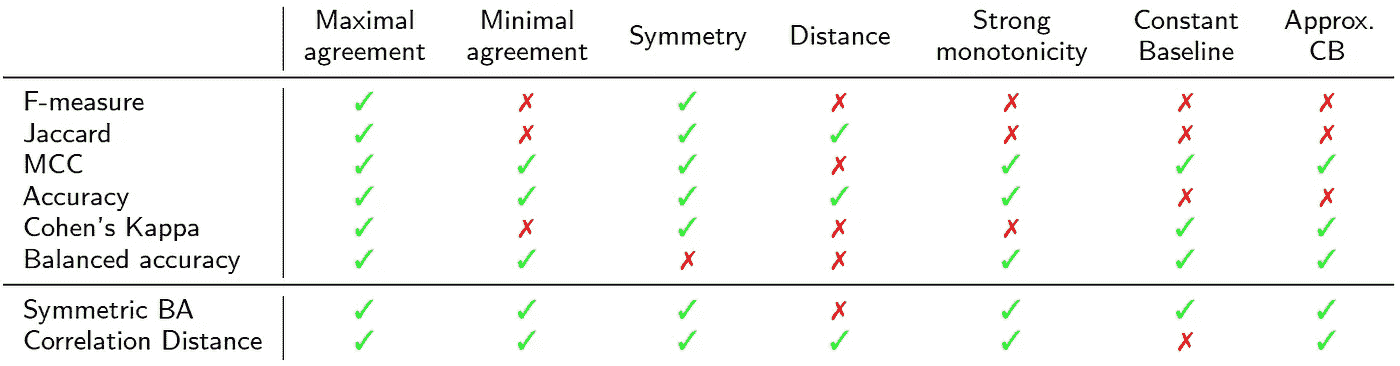 Maximal agreement Minimal agreement Symmetry Distance Strong monotonicity Constant Baseline Approx. CB
F-measure ✓ ✗ ✓ ✗ ✗ ✗ ✗
Jaccard ✓ ✗ ✓ ✓ ✗ ✗ ✗
MCC ✓ ✓ ✓ ✗ ✓ ✓ ✓
Accuracy ✓ ✓ ✓ ✓ ✓ ✗ ✗
Cohen's Kappa ✓ ✗ ✓ ✗ ✗ ✓ ✓
Balanced accuracy ✓ ✓ ✗ ✗ ✓ ✓ ✓
Symmetric BA ✓ ✓ ✓ ✗ ✓ ✓ ✓
Correlation Distance ✓ ✓ ✓ ✓ ✓ ✗ ✓